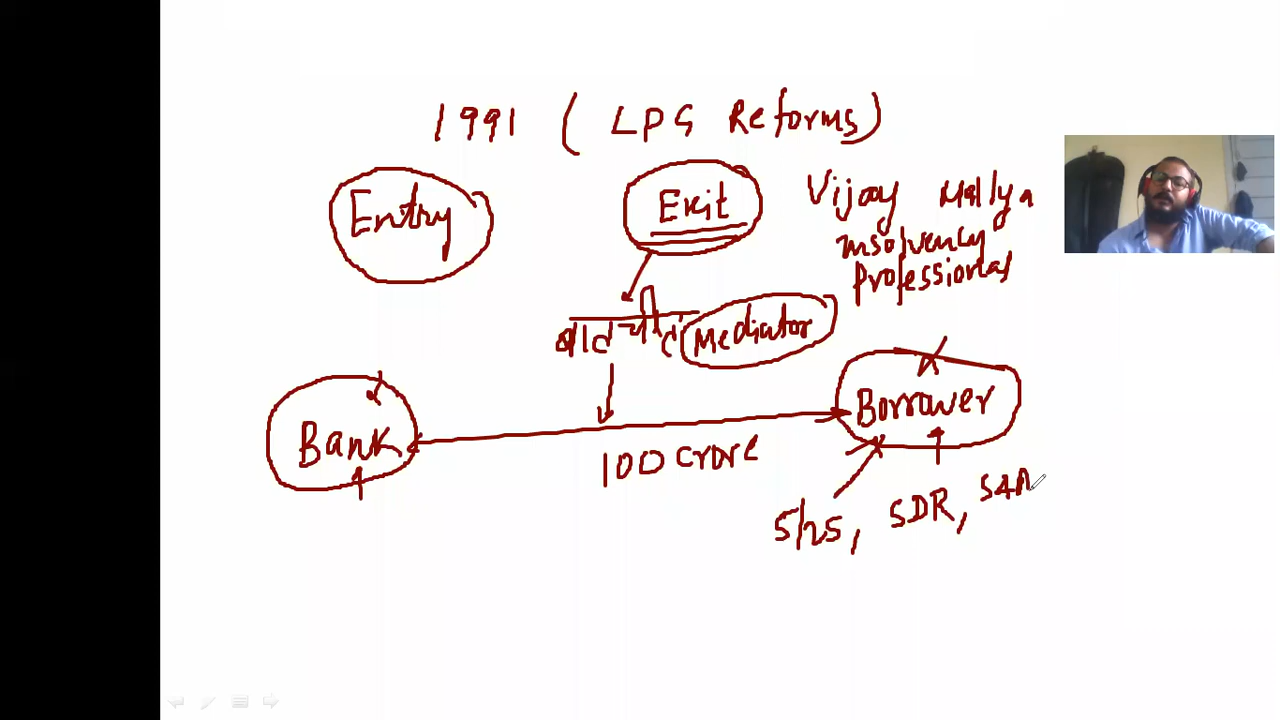 1991 ( LPG Reforms )
Entry
Exit
Vijay Mallya
Insolvency
Professional
Mediator
Bank
Borrower
100 crore
5/25, SDR, S4A